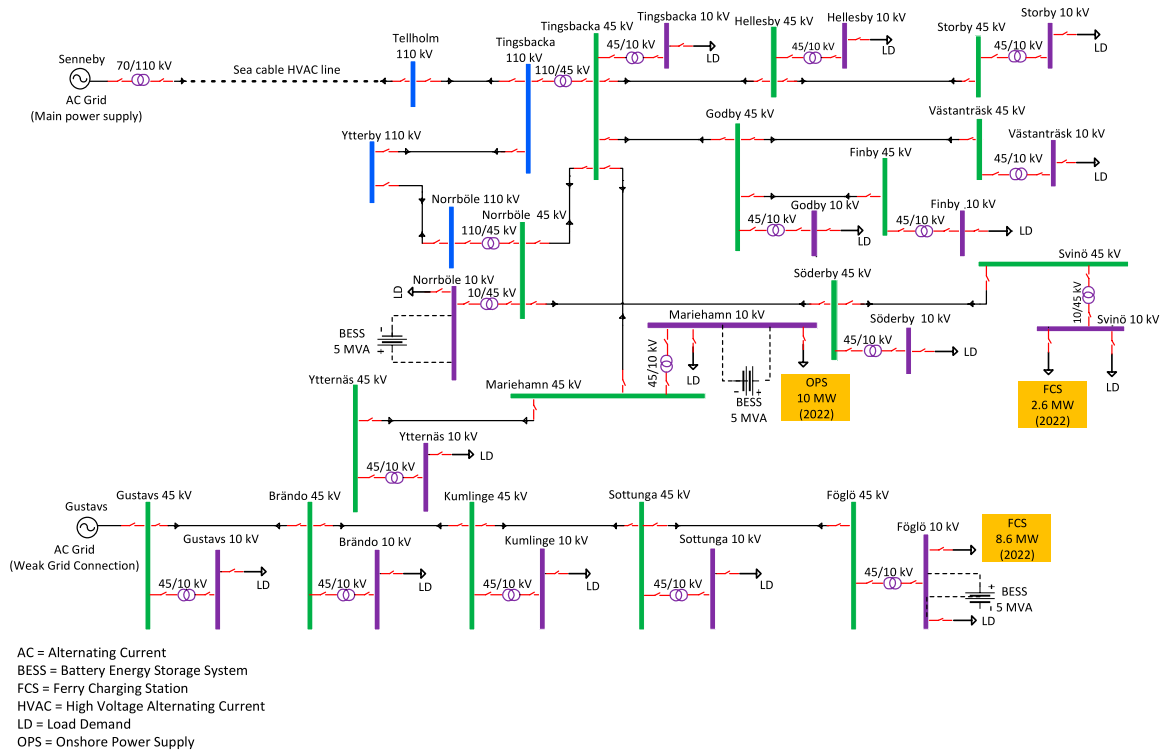 Tingsbacka 45 kV
Tingsbacka 10 kV
Hellesby 45 kV
Hellesby 10 kV
Storby 45 kV
Storby 10 kV
Senneby
70/110 kV
AC Grid
(Main power supply)
Sea cable HVAC line
Tellholm
110 kV
Tingsbacka
110 kV
110/45 kV
45/10 kV
LD
45/10 kV
LD
45/10 kV
LD
Ytterby 110 kV
Godby 45 kV
Västanträsk 45 kV
Västanträsk 10 kV
45/10 kV
LD
Finby 45 kV
Norrböle 110 kV
110/45 kV
Norrböle 45 kV
Godby 10 kV
45/10 kV
LD
Finby 10 kV
45/10 kV
LD
Svinö 45 kV
10/45 kV
Svinö 10 kV
Norrböle 10 kV
LD
10/45 kV
BESS
5 MVA
Söderby 45 kV
Söderby 10 kV
45/10 kV
LD
Mariehamn 10 kV
45/10 kV
LD
BESS
5 MVA
OPS
10 MW
(2022)
FCS
2.6 MW
(2022)
LD
Ytternäs 45 kV
Mariehamn 45 kV
Ytternäs 10 kV
45/10 kV
LD
Gustavs
AC Grid
(Weak Grid Connection)
Gustavs 45 kV
Gustavs 10 kV
45/10 kV
LD
Brändo 45 kV
Brändo 10 kV
45/10 kV
LD
Kumlinge 45 kV
Kumlinge 10 kV
45/10 kV
LD
Sottunga 45 kV
Sottunga 10 kV
45/10 kV
LD
Föglö 45 kV
Föglö 10 kV
45/10 kV
FCS
8.6 MW
(2022)
BESS
5 MVA
LD
AC = Alternating Current
BESS = Battery Energy Storage System
FCS = Ferry Charging Station
HVAC = High Voltage Alternating Current
LD = Load Demand
OPS = Onshore Power Supply